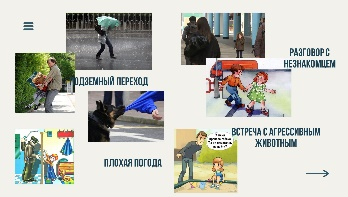 РАЗГОВОР С
НЕЗНАКОМЦЕМ
ОДЗЕМНЫЙ ПЕРЕХОД
ВСТРЕЧА С АГРЕССИВНЫМ
ЖИВОТНЫМ
ПЛОХАЯ ПОГОДА